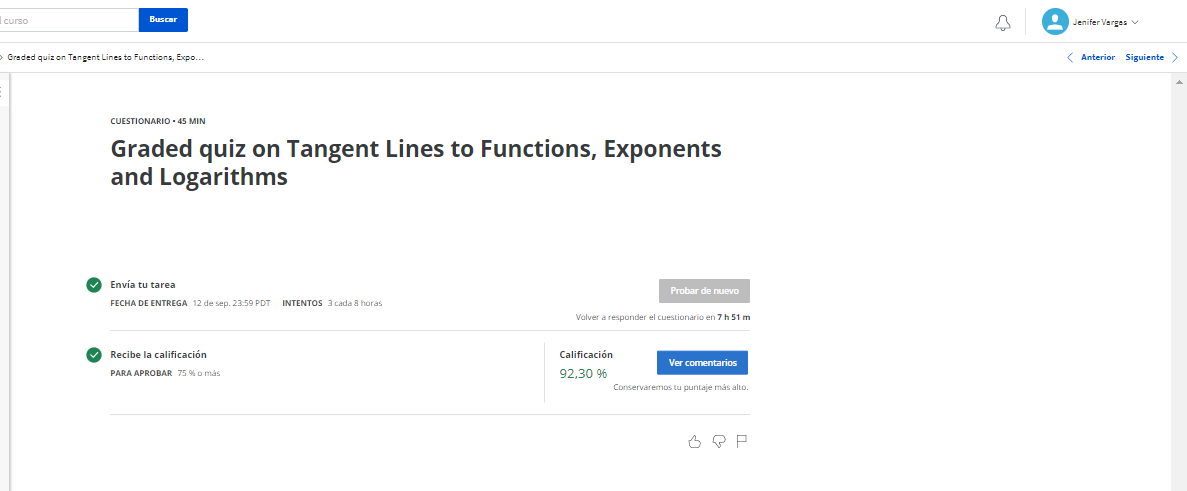 l curso
Buscar
Jenifer Vargas
Graded quiz on Tangent Lines to Functions, Expo...
Anterior
Siguiente
CUESTIONARIO • 45 MIN
Graded quiz on Tangent Lines to Functions, Exponents
and Logarithms
Envía tu tarea
Probar de nuevo
FECHA DE ENTREGA 12 de sep. 23:59 PDT INTENTOS 3 cada 8 horas
Volver a responder el cuestionario en 7 h 51 m
Recibe la calificación
Calificación
Ver comentarios
PARA APROBAR 75 % o más
92,30 %
Conservaremos tu puntaje más alto.